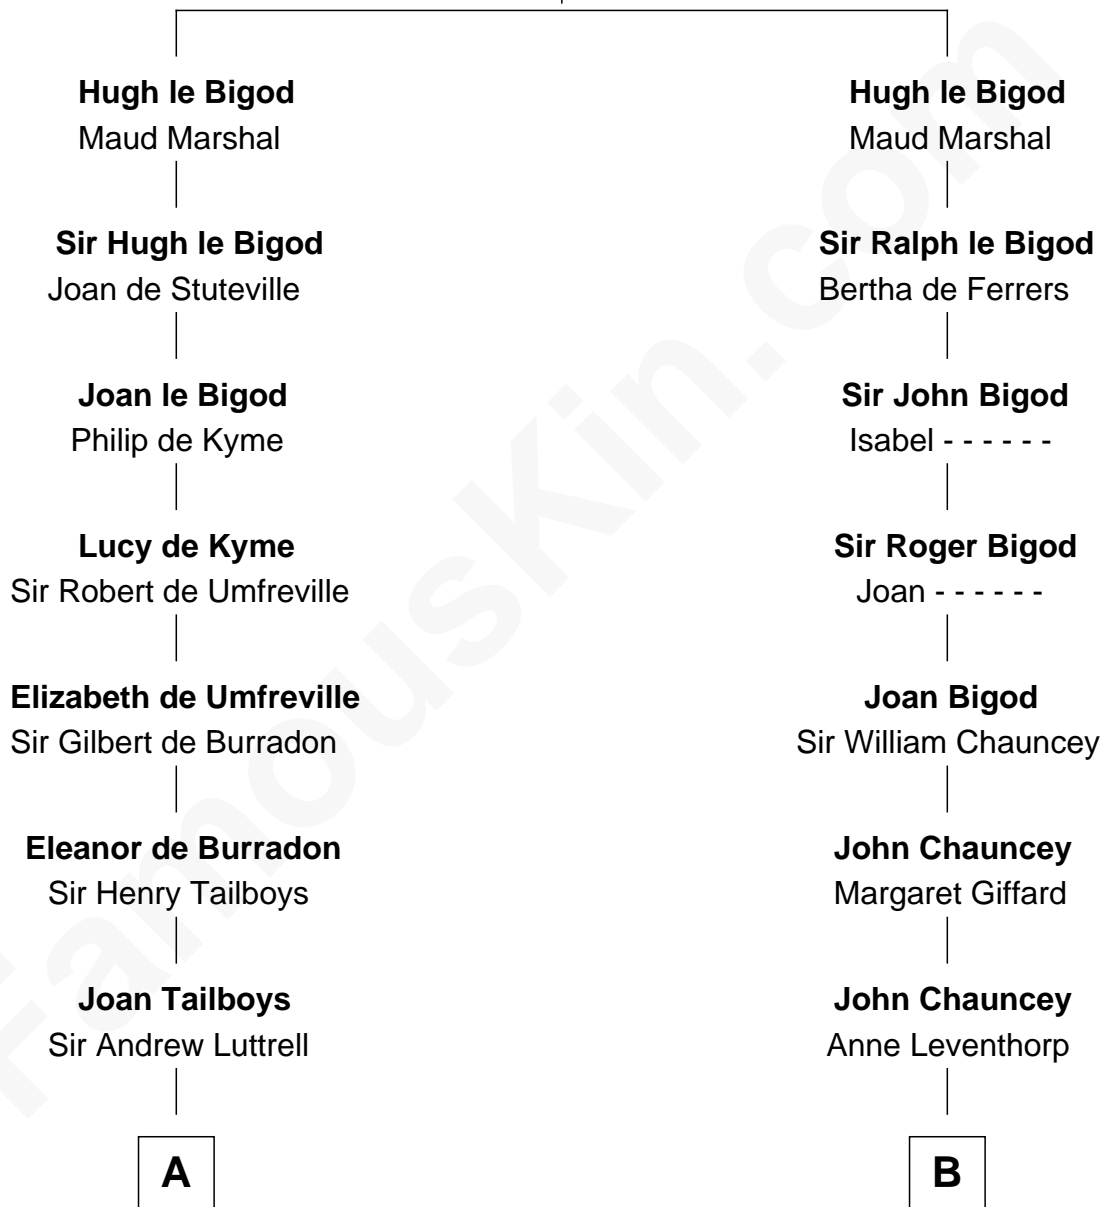 Hugh le Bigod
Maud Marshal
Sir Hugh le Bigod
Joan de Stuteville
Joan le Bigod
Philip de Kyme
Lucy de Kyme
Sir Robert de Umfreville
Elizabeth de Umfreville
Sir Gilbert de Burradon
Eleanor de Burradon
Sir Henry Tailboys
Joan Tailboys
Sir Andrew Luttrell
A
Hugh le Bigod
Maud Marshal
Sir Ralph le Bigod
Bertha de Ferrers
Sir John Bigod
Isabel - - - - - -
Sir Roger Bigod
Joan - - - - - -
Joan Bigod
Sir William Chauncey
John Chauncey
Margaret Giffard
John Chauncey
Anne Leventhorp
B
FamousKin.com